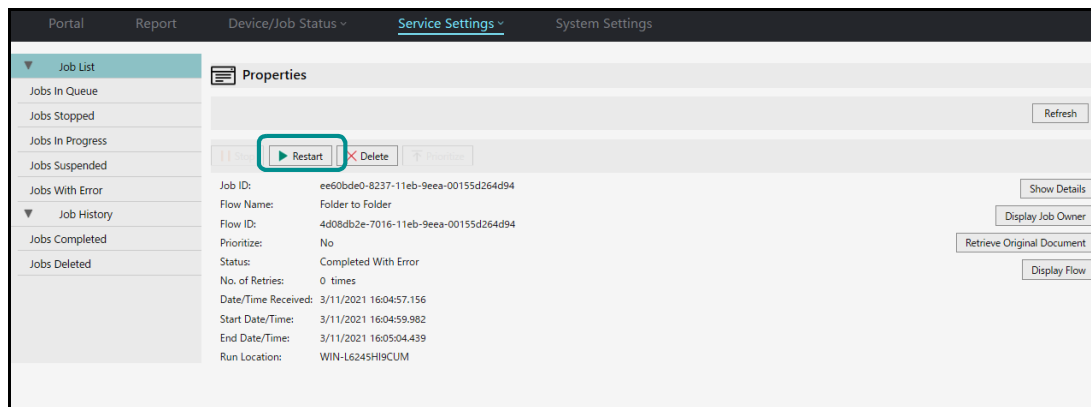 Portal Report Device/Job Status Service Settings System Settings
Job List
Jobs In Queue
Jobs Stopped
Jobs In Progress
Jobs Suspended
Jobs With Error
Job History
Jobs Completed
Jobs Deleted
Properties
Refresh
Stop Restart Delete Prioritize
Job ID: ee60bde0-8237-11eb-9eea-00155d264d94
Flow Name: Folder to Folder
Flow ID: 4d08db2e-7016-11eb-9eea-00155d264d94
Prioritize: No
Status: Completed With Error
No. of Retries: 0 times
Date/Time Received: 3/11/2021 16:04:57.156
Start Date/Time: 3/11/2021 16:04:59.982
End Date/Time: 3/11/2021 16:05:04.439
Run Location: WIN-L6245HI9CUM
Show Details
Display Job Owner
Retrieve Original Document
Display Flow